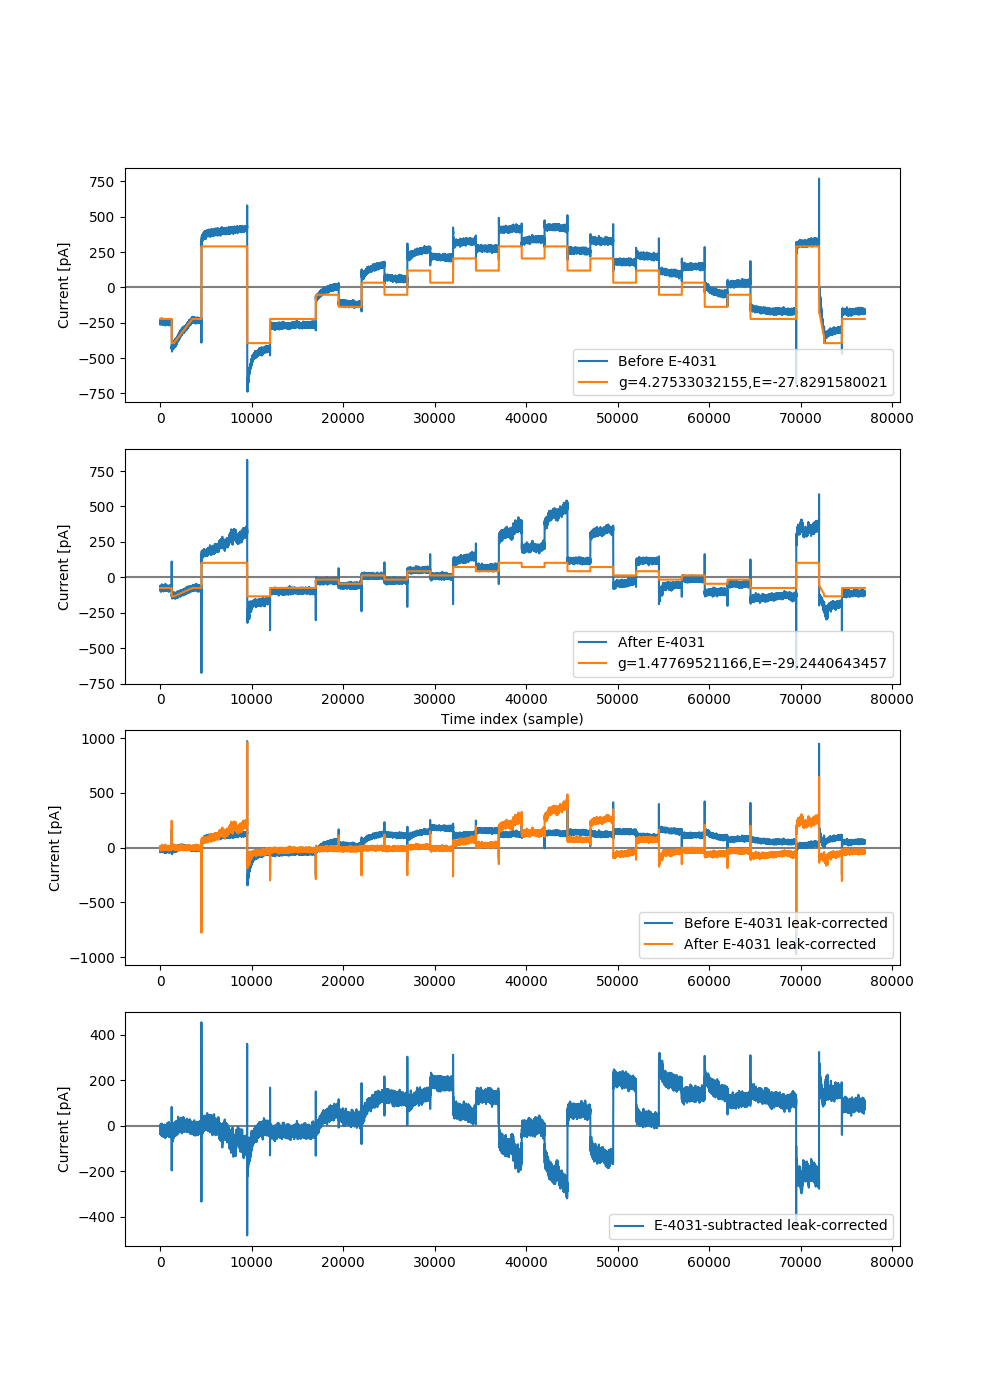 750
500
250
0
−250
−500
−750
Current [pA]
Before E-4031
g=4.27533032155,E=-27.8291580021
0 10000 20000 30000 40000 50000 60000 70000 80000
750
500
250
0
−250
−500
−750
Current [pA]
After E-4031
g=1.47769521166,E=-29.2440643457
0 10000 20000 30000 40000 50000 60000 70000 80000
Time index (sample)
1000
500
0
−500
−1000
Current [pA]
Before E-4031 leak-corrected
After E-4031 leak-corrected
0 10000 20000 30000 40000 50000 60000 70000 80000
400
200
0
−200
−400
Current [pA]
E-4031-subtracted leak-corrected
0 10000 20000 30000 40000 50000 60000 70000 80000